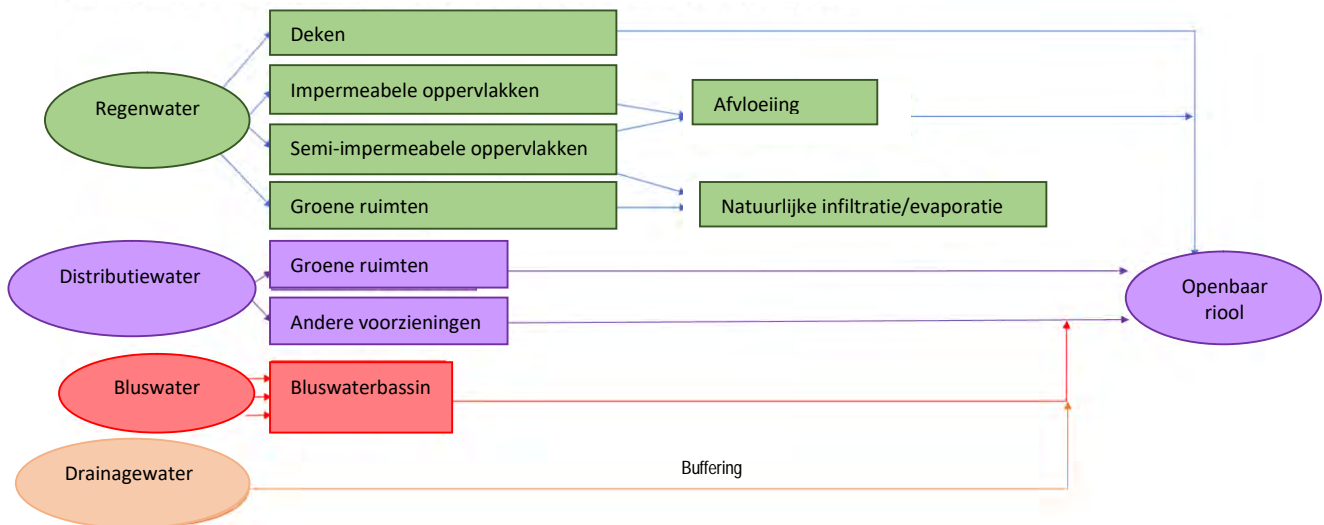 Deken
Regenwater
Impermeabele oppervlakken
Afvloeiing
Semi-impermeabele oppervlakken
Groene ruimten
Natuurlijke infiltratie/evaporatie
Distributiewater
Groene ruimten
Andere voorzieningen
Openbaar
riool
Bluswater
Bluswaterbassin
Drainagewater
Buffering